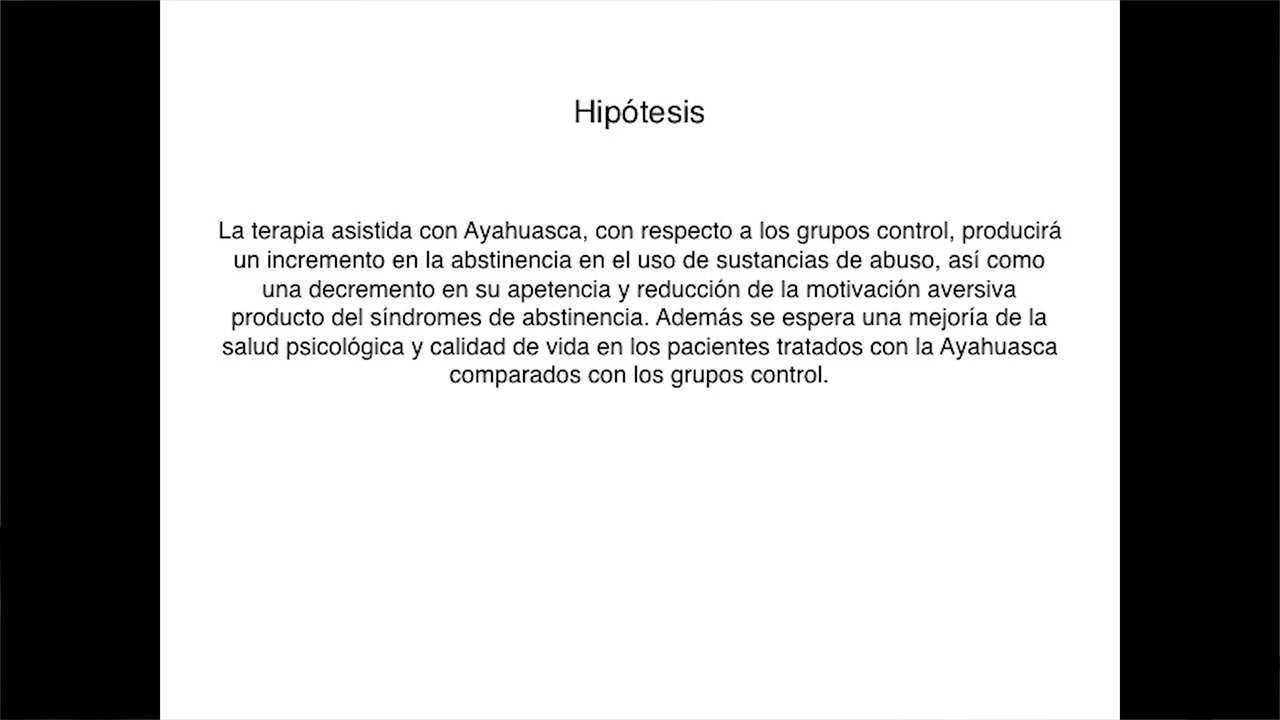 Hipótesis
La terapia asistida con Ayahuasca, con respecto a los grupos control, producirá
un incremento en la abstinencia en el uso de sustancias de abuso, así como
una decremento en su apetencia y reducción de la motivación aversiva
producto del síndromes de abstinencia. Además se espera una mejoría de la
salud psicológica y calidad de vida en los pacientes tratados con la Ayahuasca
comparados con los grupos control.